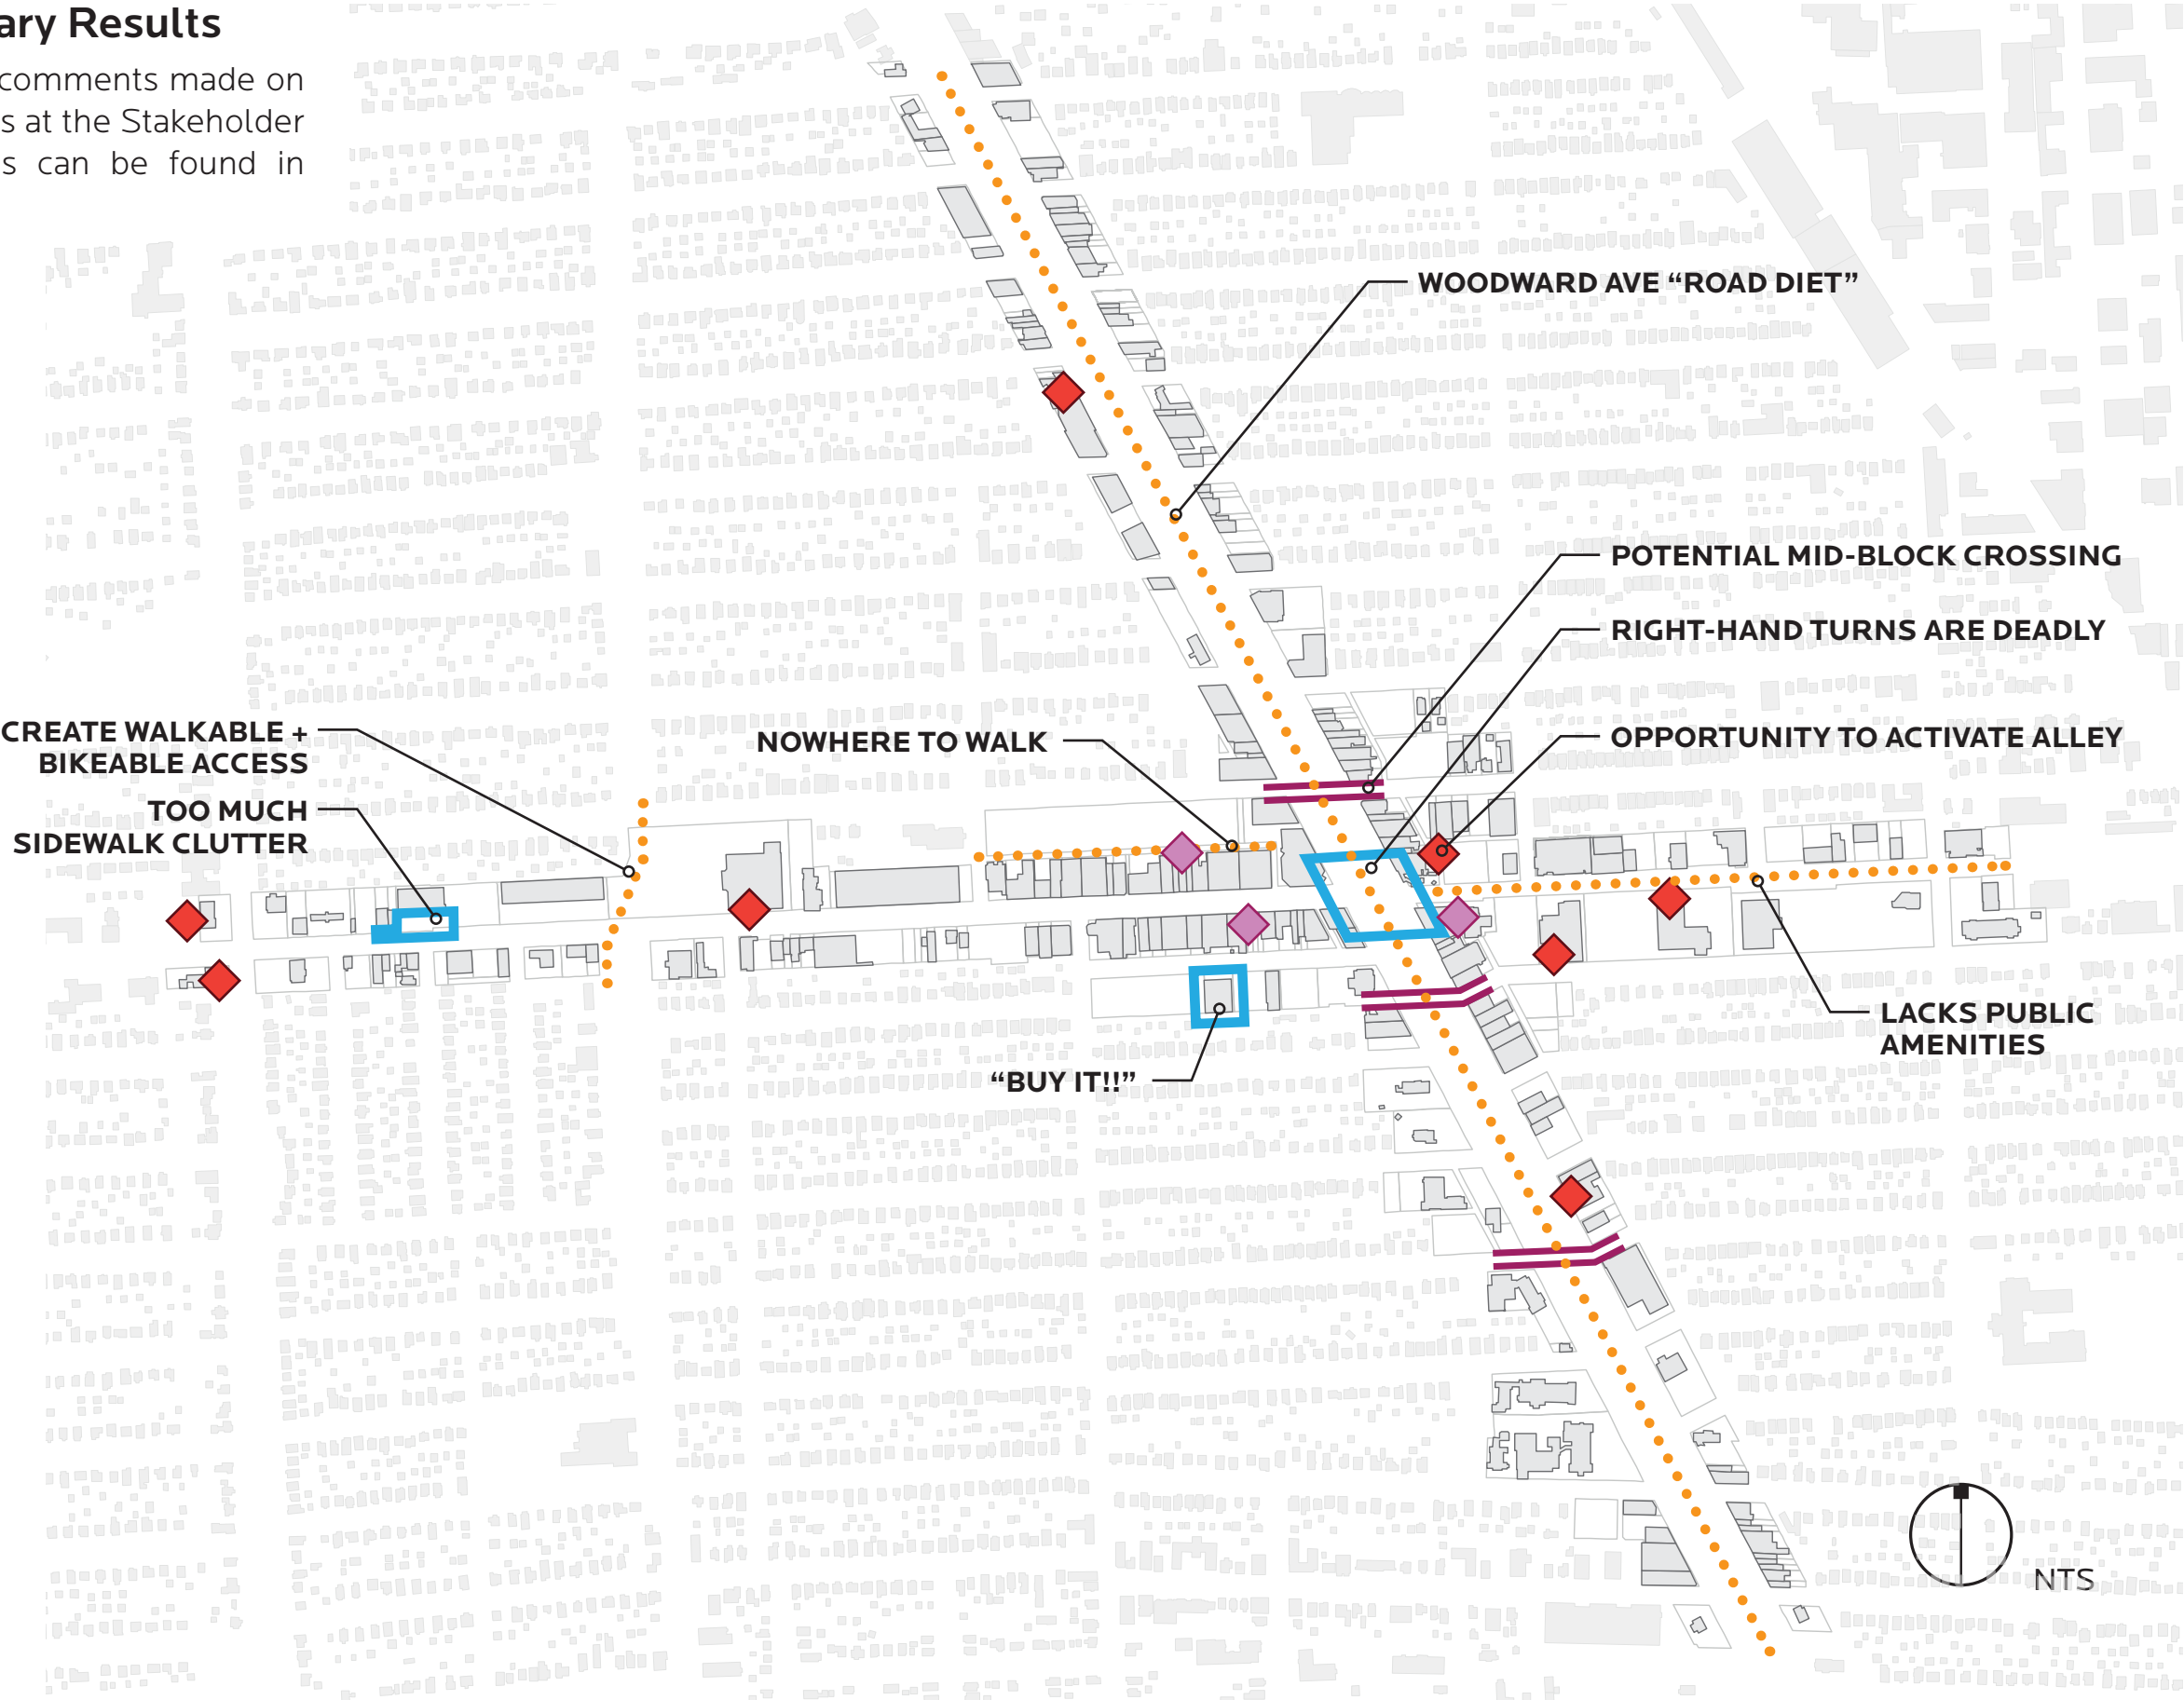 ary Results
comments made on
s at the Stakeholder
s can be found in
WOODWARD AVE “ROAD DIET”
POTENTIAL MID-BLOCK CROSSING
RIGHT-HAND TURNS ARE DEADLY
OPPORTUNITY TO ACTIVATE ALLEY
CREATE WALKABLE +
BIKEABLE ACCESS
NOWHERE TO WALK
TOO MUCH
SIDEWALK CLUTTER
LACKS PUBLIC
AMENITIES
“BUY IT!!”
NTS